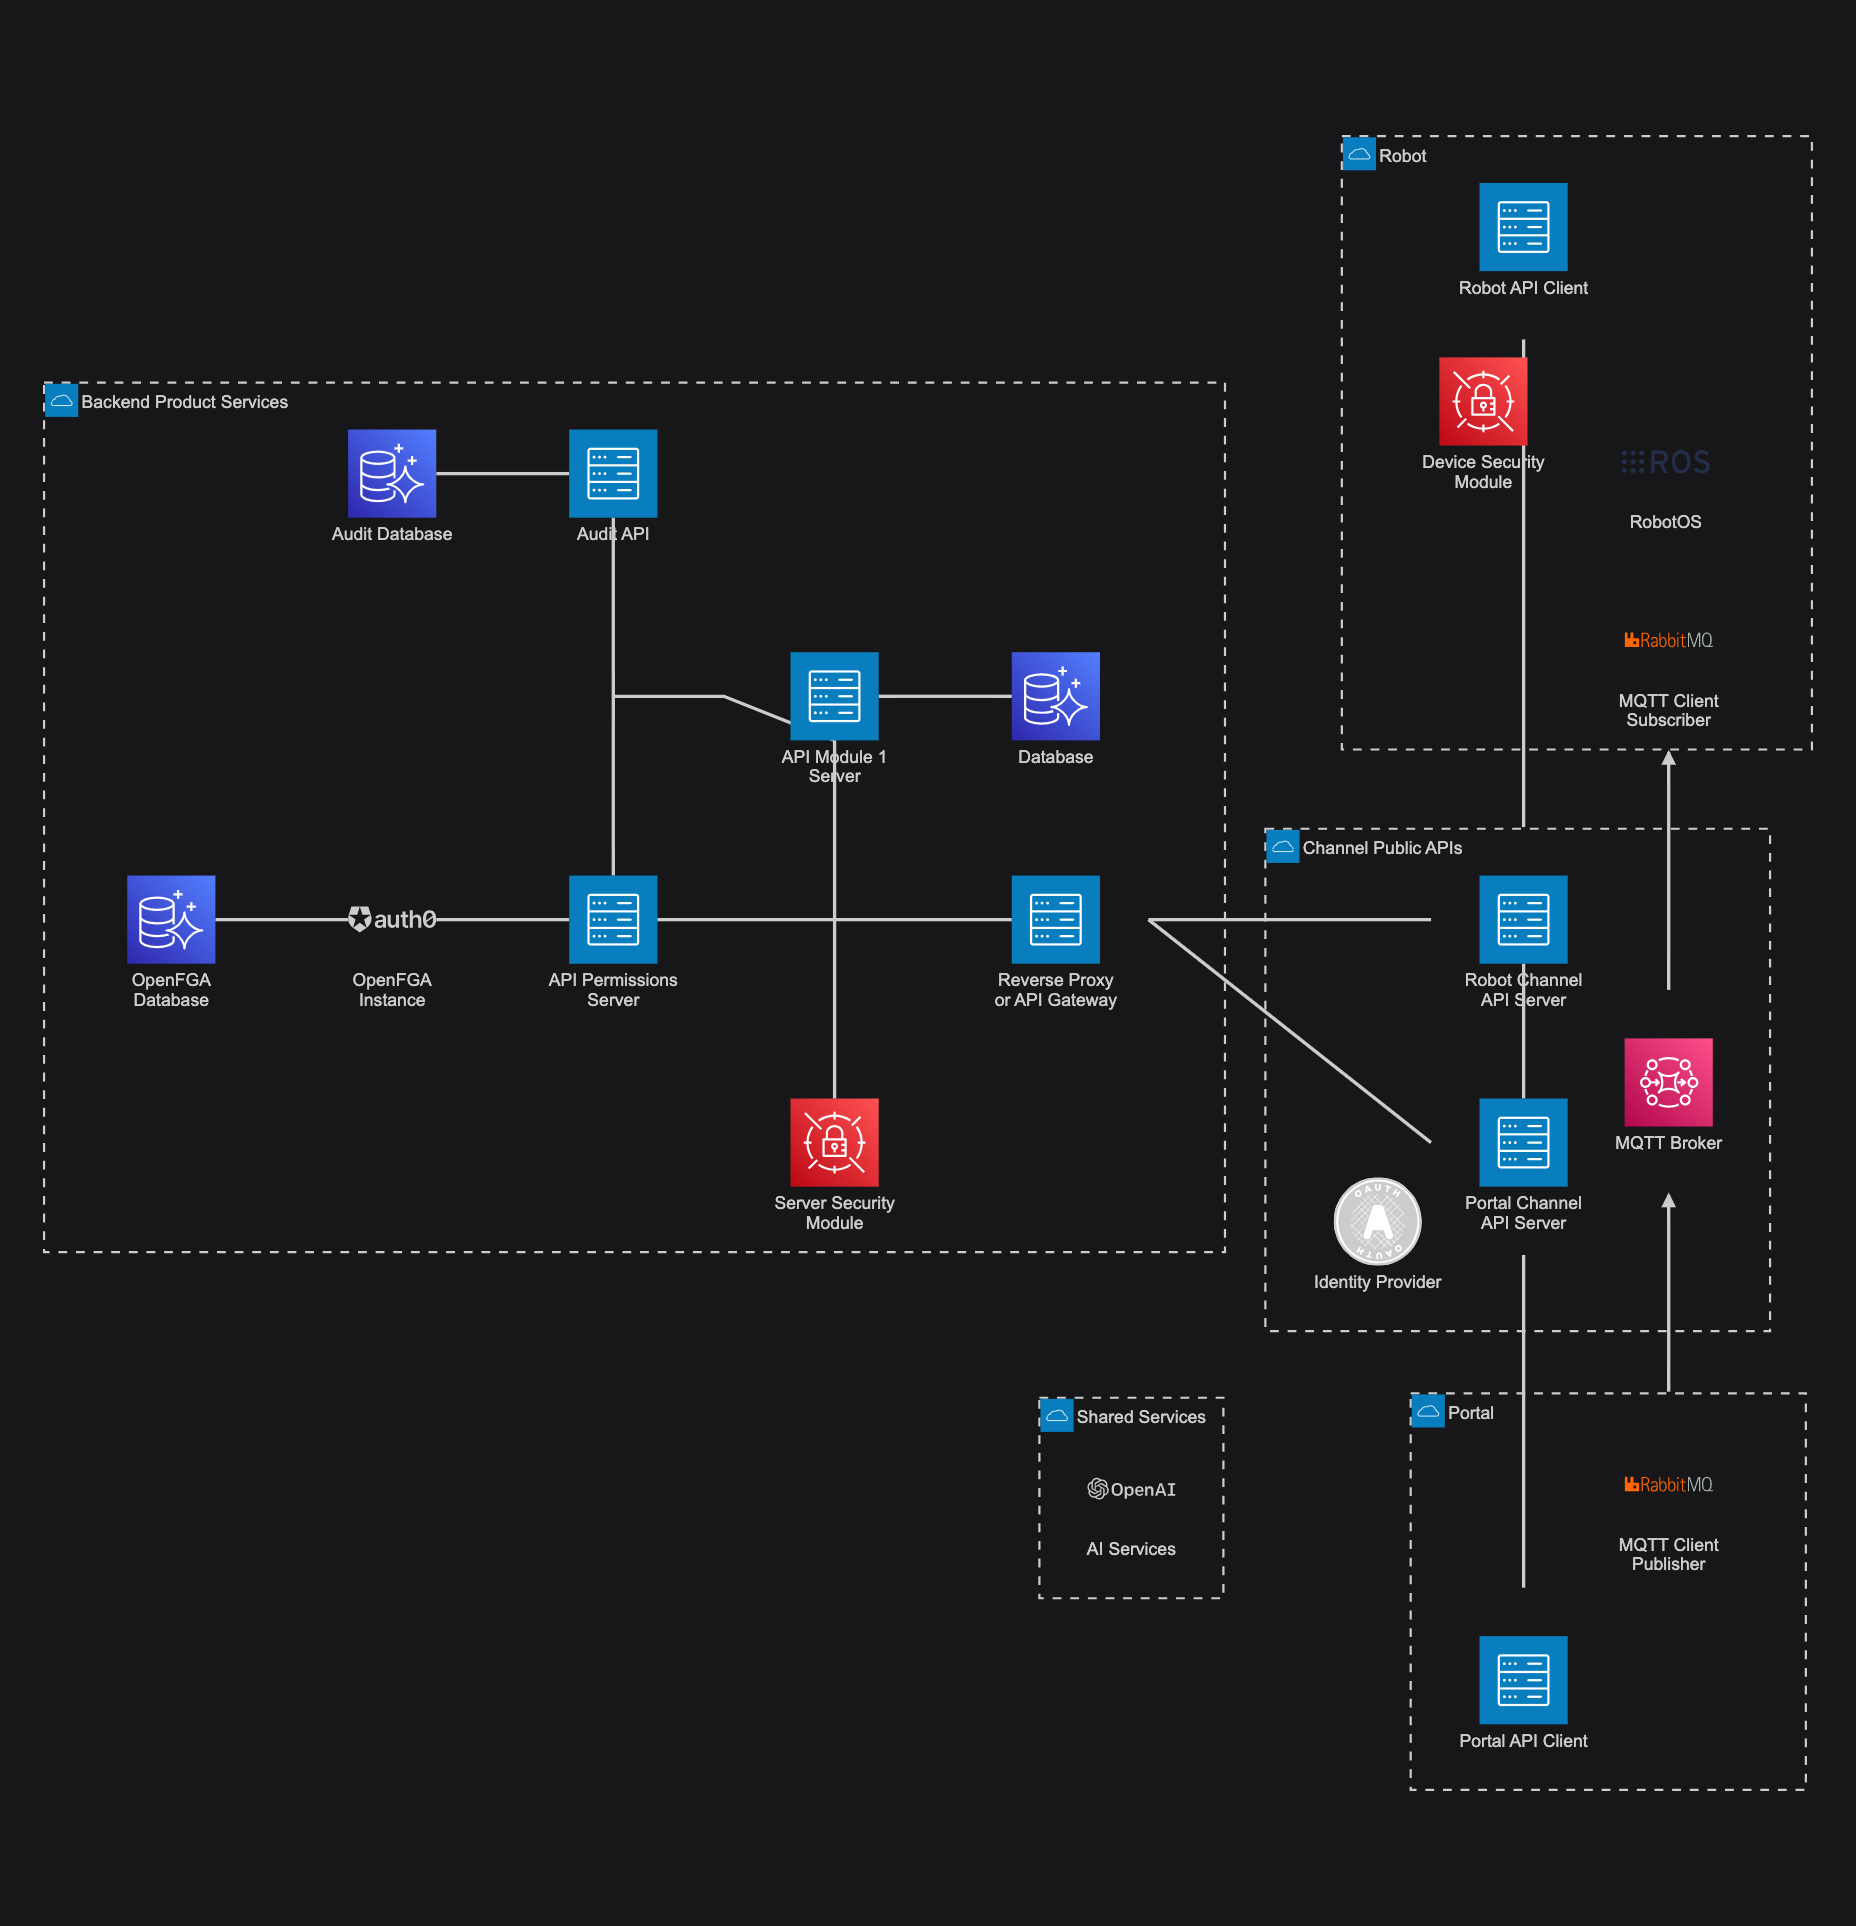 Robot
Robot API Client
Device Security
Module
ROS
RobotOS
RabbitMQ
MQTT Client
Subscriber
Backend Product Services
Audit Database
Audit API
API Module 1
Server
Database
OpenFGA
Database
auth0
OpenFGA
Instance
API Permissions
Server
Reverse Proxy
or API Gateway
Server Security
Module
Channel Public APIs
Robot Channel
API Server
MQTT Broker
Portal Channel
API Server
OAUTH
OAUTH
Identity Provider
Shared Services
OpenAI
AI Services
Portal
RabbitMQ
MQTT Client
Publisher
Portal API Client